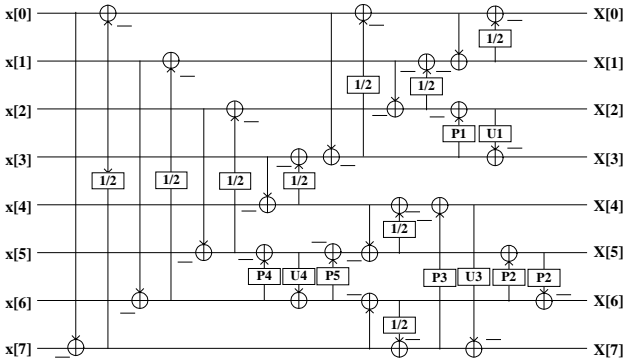 x[0] X[0]
x[1] 1/2 1/2 X[1]
x[2] 1/2 X[2]
P1 U1
x[3] X[3]
1/2 1/2 1/2 1/2
x[4] X[4]
1/2
x[5] X[5]
P4 U4 P5 P3 U3 P2 P2
x[6] X[6]
1/2
x[7] X[7]